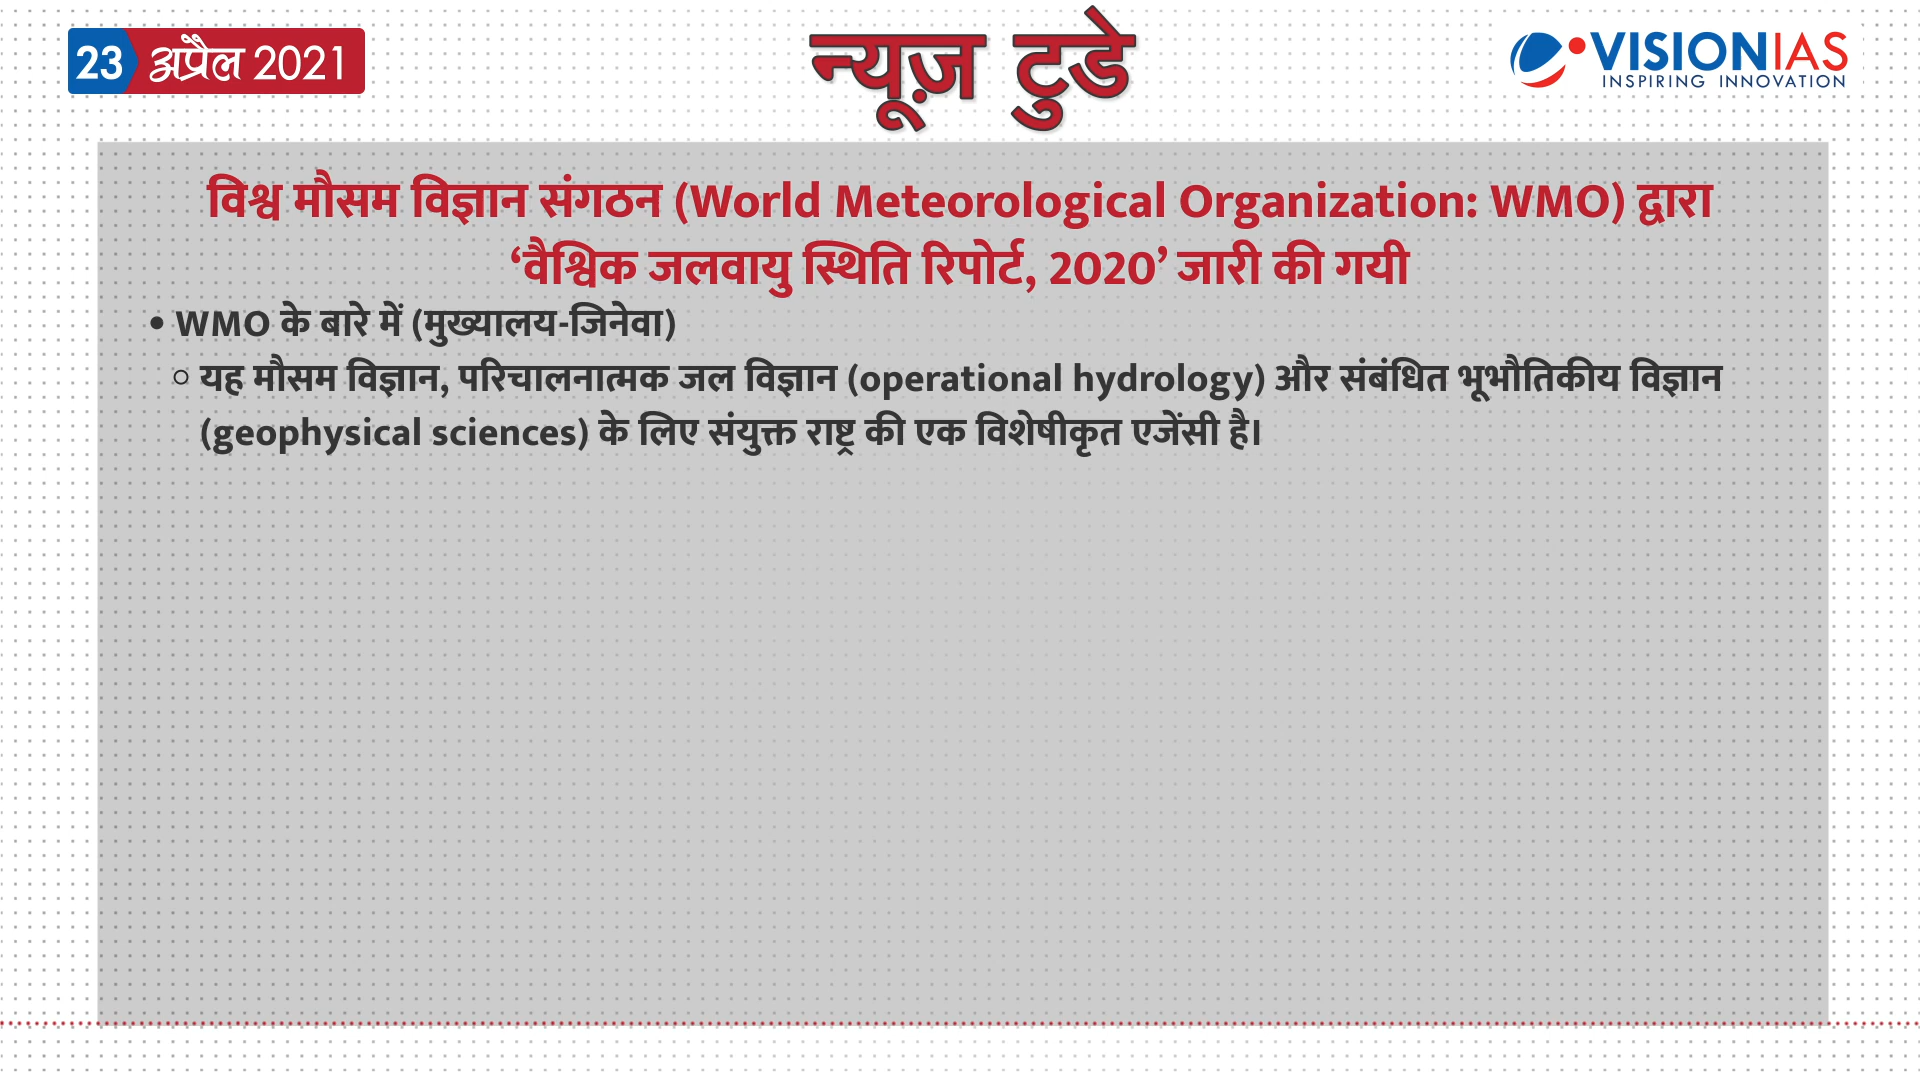 23 अप्रैल 2021
न्यूज़ टुडे
VISIONIAS
INSPIRING INNOVATION
विश्व मौसम विज्ञान संगठन (World Meteorological Organization: WMO) द्वारा
‘वैश्विक जलवायु स्थिति रिपोर्ट, 2020’ जारी की गयी
• WMO के बारे में (मुख्यालय-जिनेवा)
○ यह मौसम विज्ञान, परिचालनात्मक जल विज्ञान (operational hydrology) और संबंधित भूभौतिकीय विज्ञान
(geophysical sciences) के लिए संयुक्त राष्ट्र की एक विशेषीकृत एजेंसी है।